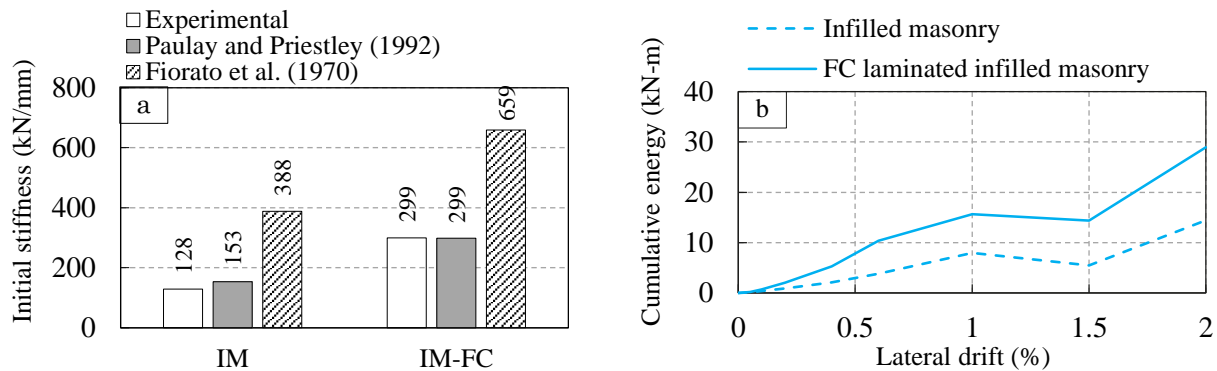 Experimental
Paulay and Priestley (1992)
Fiorato et al. (1970)
a
Initial stiffness (kN/mm)
800
600
400
200
0
128
153
388
299
299
659
IM
IM-FC
Infilled masonry
FC laminated infilled masonry
b
Cumulative energy (kN-m)
40
30
20
10
0
0
0.5
1
1.5
2
Lateral drift (%)